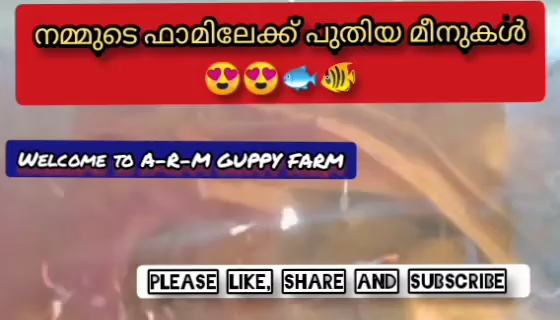 നമ്മുടെ ഫാമിലേക്ക് പുതിയ മീനുകൾ
😍😍🐟🐠
Welcome to A-R-M GUPPY FARM
PLEASE LIKE, SHARE AND SUBSCRIBE